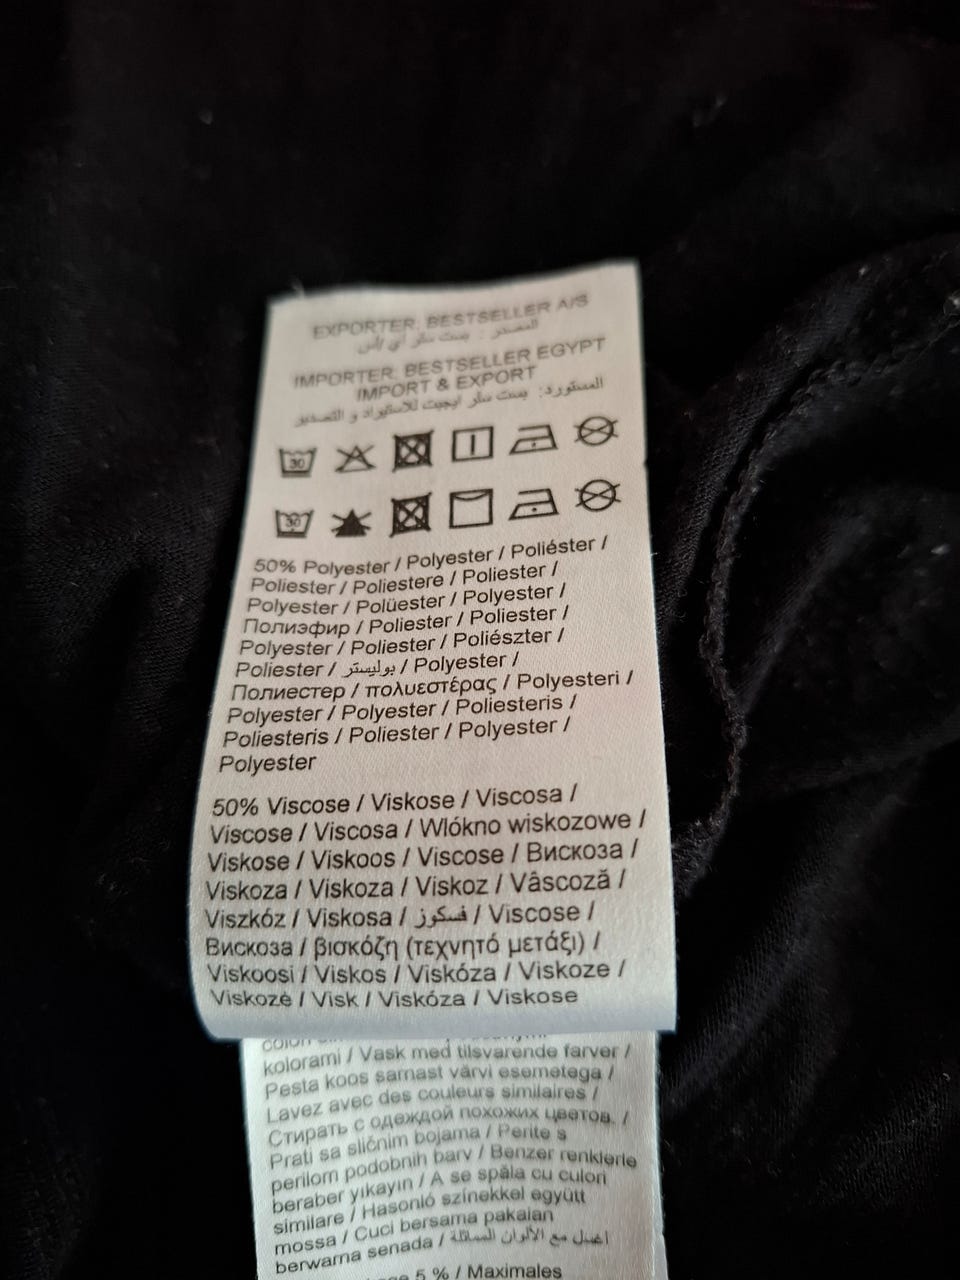 EXPORTER: BESTSELLER A/S
المصدر : بست سلر أي إس
IMPORTER: BESTSELLER EGYPT
IMPORT & EXPORT
المستورد: بست سلر ايجيبت للاستيراد و التصدير
30
30
50% Polyester / Polyester / Poliéster /
Poliester / Poliestere / Poliester /
Polyester / Polüester / Polyester /
Полиэфир / Poliester / Poliester /
Polyester / Poliester / Poliészter /
Poliester / بوليستر / Polyester /
Полиестер / πολυεστέρας / Polyesteri /
Polyester / Polyester / Poliesteris /
Poliesteris / Poliester / Polyester /
Polyester
50% Viscose / Viskose / Viscosa /
Viscose / Viscosa / Wlókno wiskozowe /
Viskose / Viskoos / Viscose / Вискоза /
Viskoza / Viskoza / Viskoz / Vâscoză /
Viszkóz / Viskosa / فسكوز / Viscose /
Вискоза / βισκόζη (τεχνητό μετάξι) /
Viskoosi / Viskos / Viskóza / Viskoze /
Viskozė / Visk / Viskóza / Viskose
kolorami / Vask med tilsvarende farver /
Pesta koos sarnast värvi esemetega /
Lavez avec des couleurs similaires /
Стирать с одеждой похожих цветов. /
Prati sa sličnim bojama / Perite s
perilom podobnih barv / Benzer renklerle
beraber yıkayın / A se spăla cu culori
similare / Hasonló színekkel együtt
mossa / Cuci bersama pakaian
berwarna senada / اغسل مع الألوان المماثلة
5 % / Maximales